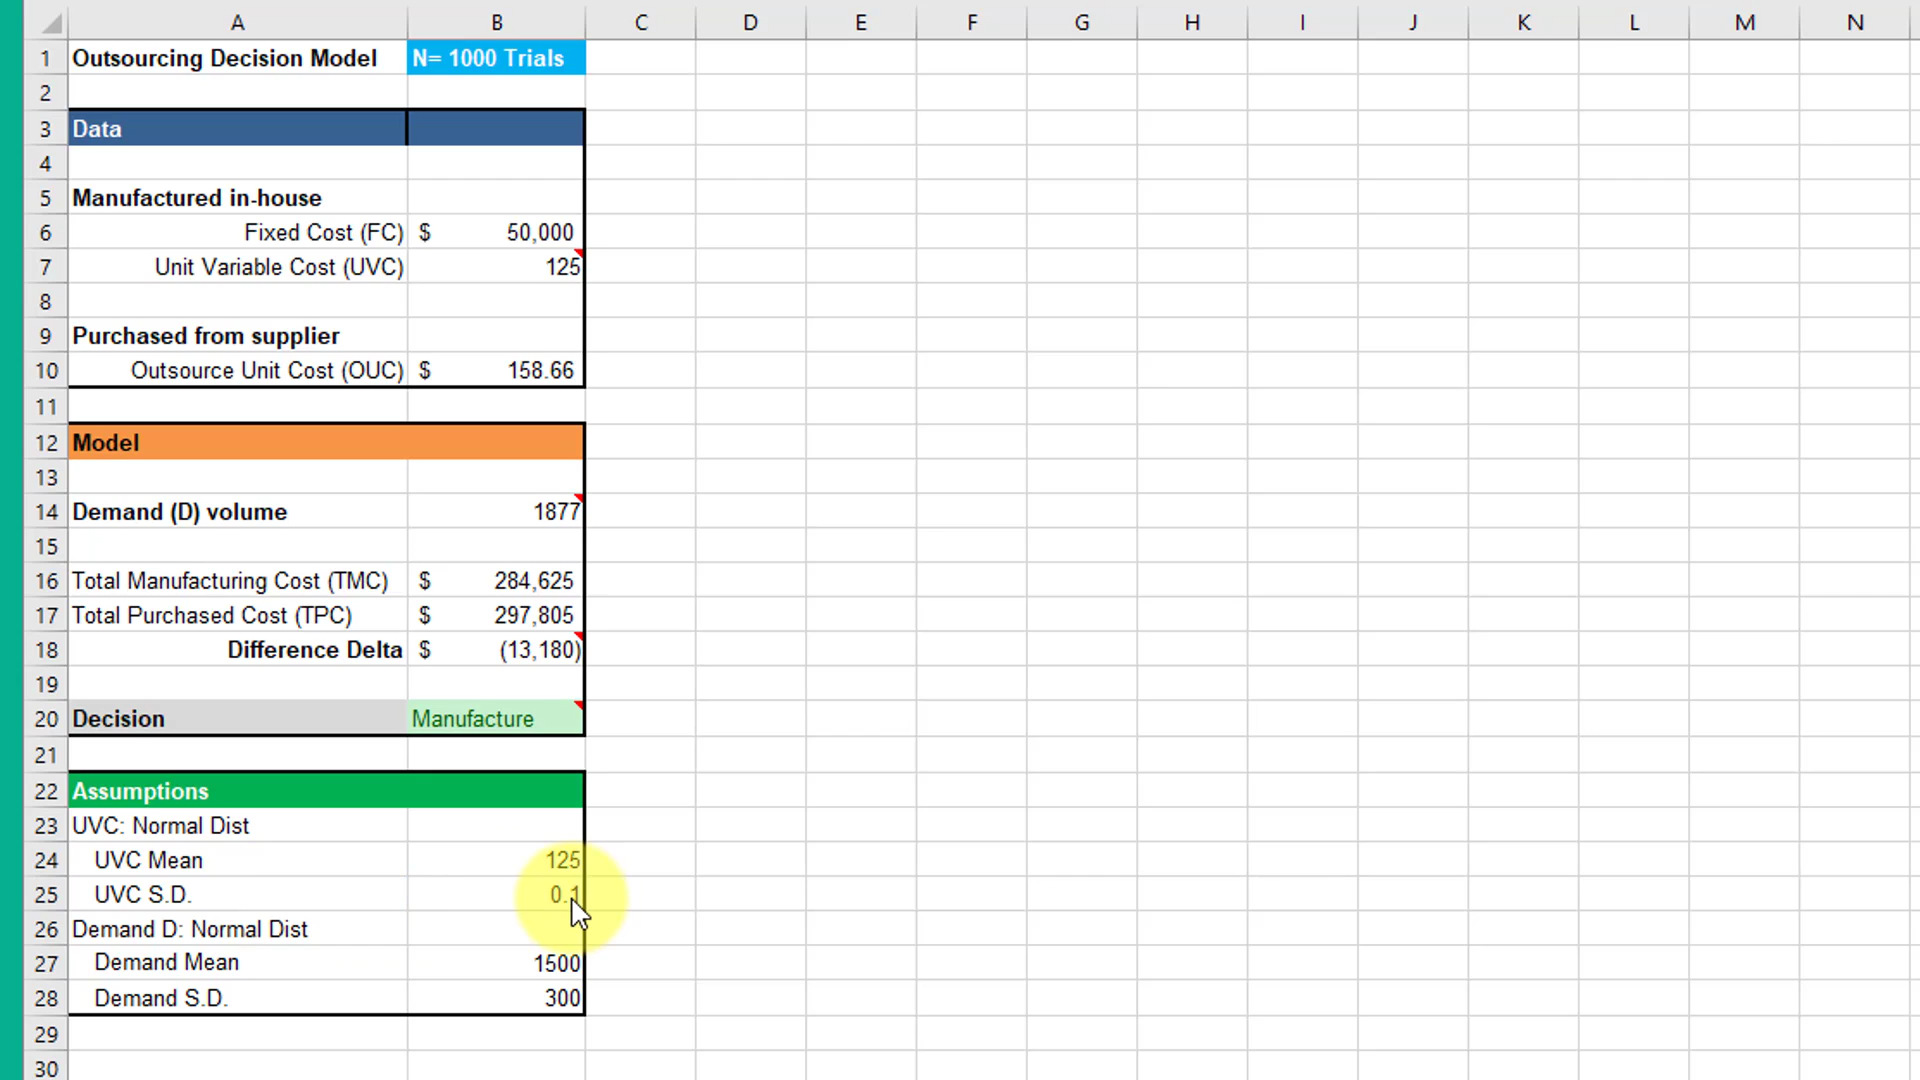 A B C D E F G H I J K L M N
1 Outsourcing Decision Model N= 1000 Trials
2
3 Data
4
5 Manufactured in-house
6 Fixed Cost (FC) $ 50,000
7 Unit Variable Cost (UVC) 125
8
9 Purchased from supplier
10 Outsource Unit Cost (OUC) $ 158.66
11
12 Model
13
14 Demand (D) volume 1877
15
16 Total Manufacturing Cost (TMC) $ 284,625
17 Total Purchased Cost (TPC) $ 297,805
18 Difference Delta $ (13,180)
19
20 Decision Manufacture
21
22 Assumptions
23 UVC: Normal Dist
24 UVC Mean 125
25 UVC S.D. 0.1
26 Demand D: Normal Dist
27 Demand Mean 1500
28 Demand S.D. 300
29
30